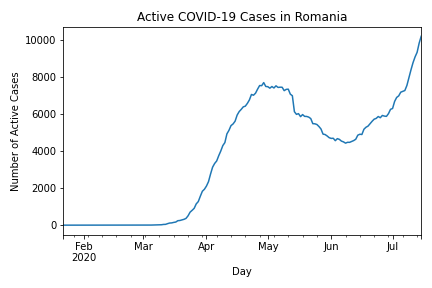 Active COVID-19 Cases in Romania
Number of Active Cases
10000
8000
6000
4000
2000
0
Feb
2020
Mar
Apr
May
Jun
Jul
Day